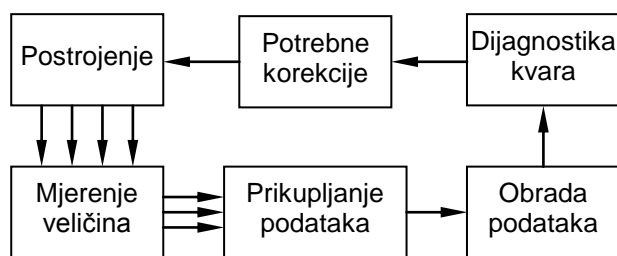 Postrojenje
Potrebne
korekcije
Dijagnostika
kvara
Mjerenje
veličina
Prikupljanje
podataka
Obrada
podataka